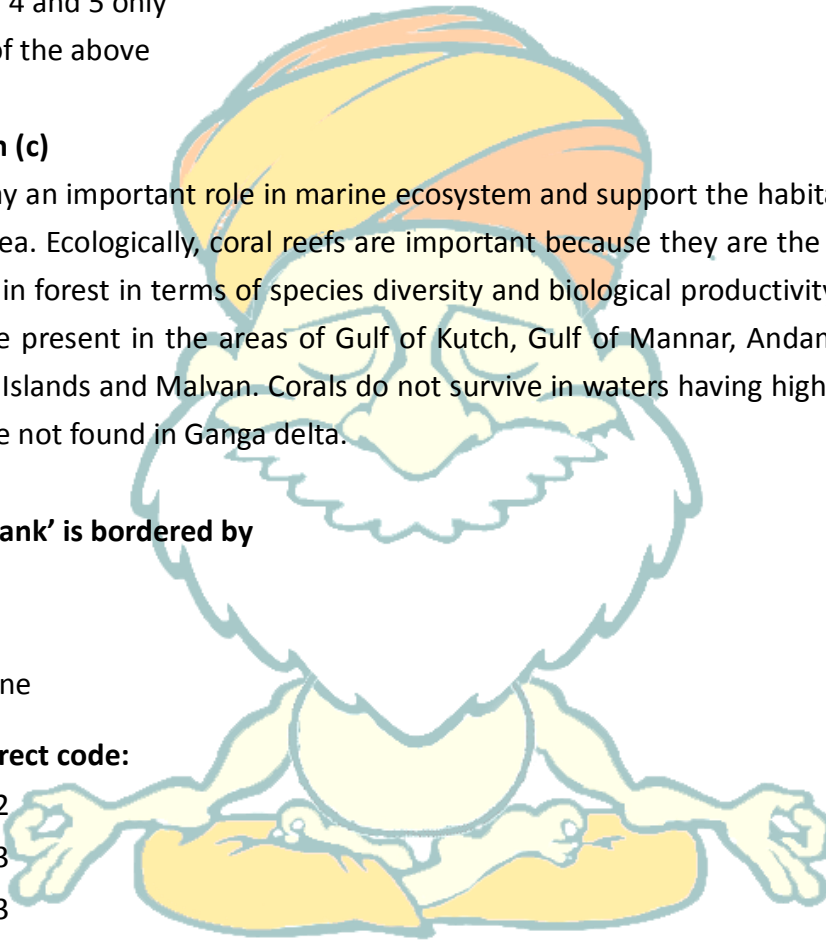 4 and 5 only
of the above
n (c)
ay an important role in marine ecosystem and support the habita
ea. Ecologically, coral reefs are important because they are the
in forest in terms of species diversity and biological productivity
e present in the areas of Gulf of Kutch, Gulf of Mannar, Andan
Islands and Malvan. Corals do not survive in waters having high
e not found in Ganga delta.
ank’ is bordered by
ne
rect code:
2
3
3